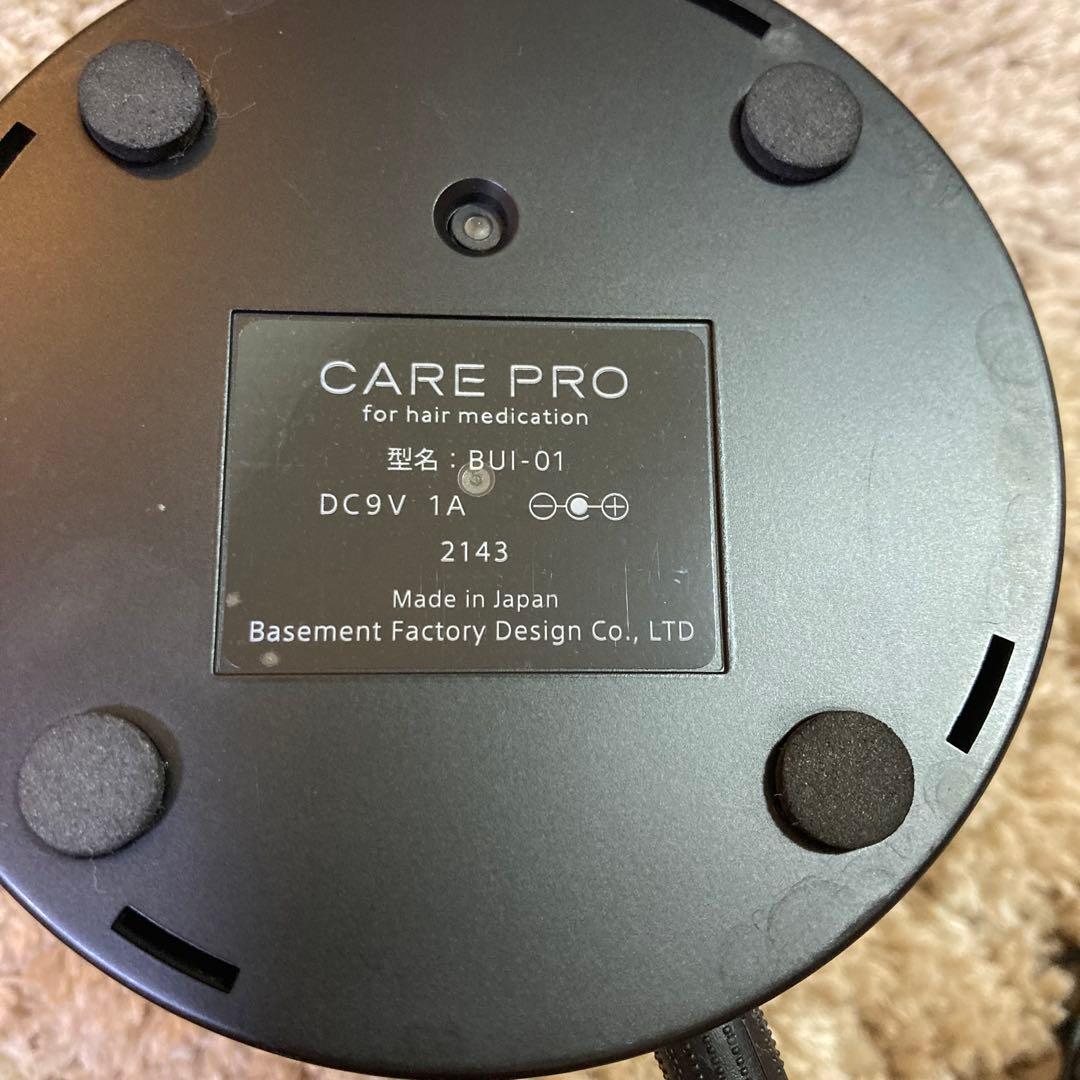 CARE PRO
for hair medication
型名：BUI-01
DC9V 1A
2143
Made in Japan
Basement Factory Design Co., LTD